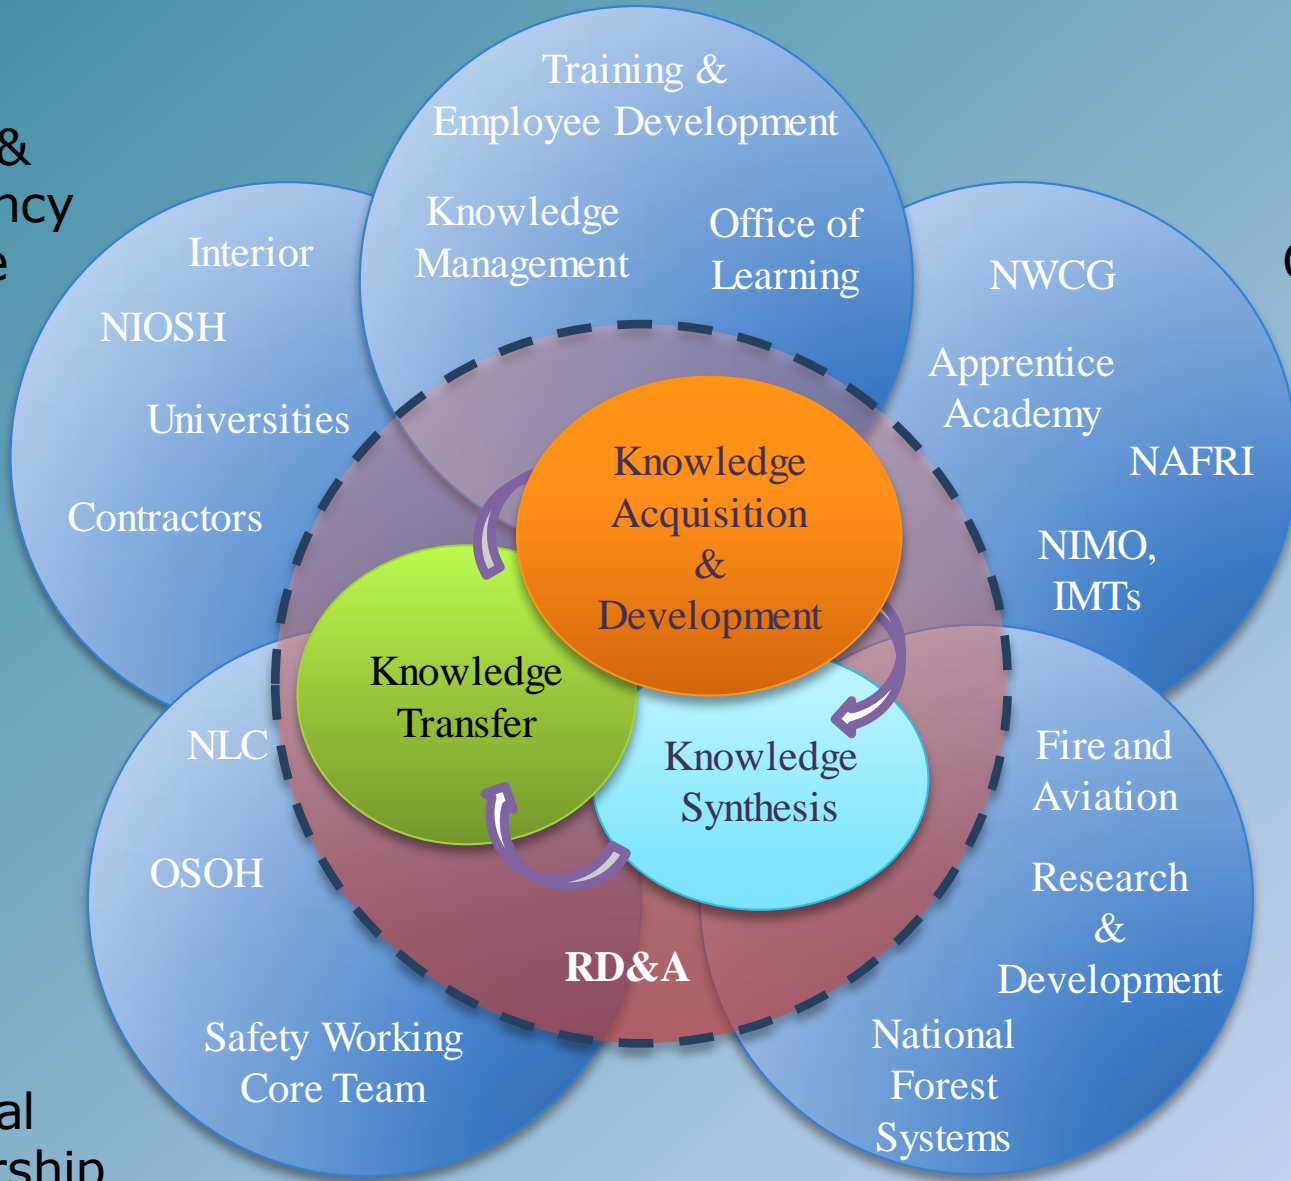 Training &
Employee Development
Knowledge
Management
Office of
Learning
&
Interior
NIOSH
Universities
Contractors
NWCG
Apprentice
Academy
NAFRI
NIMO,
IMTs
Knowledge
Acquisition
&
Development
Knowledge
Transfer
Knowledge
Synthesis
NLC
OSOH
Safety Working
Core Team
RD&A
Fire and
Aviation
Research
&
Development
National
Forest
Systems